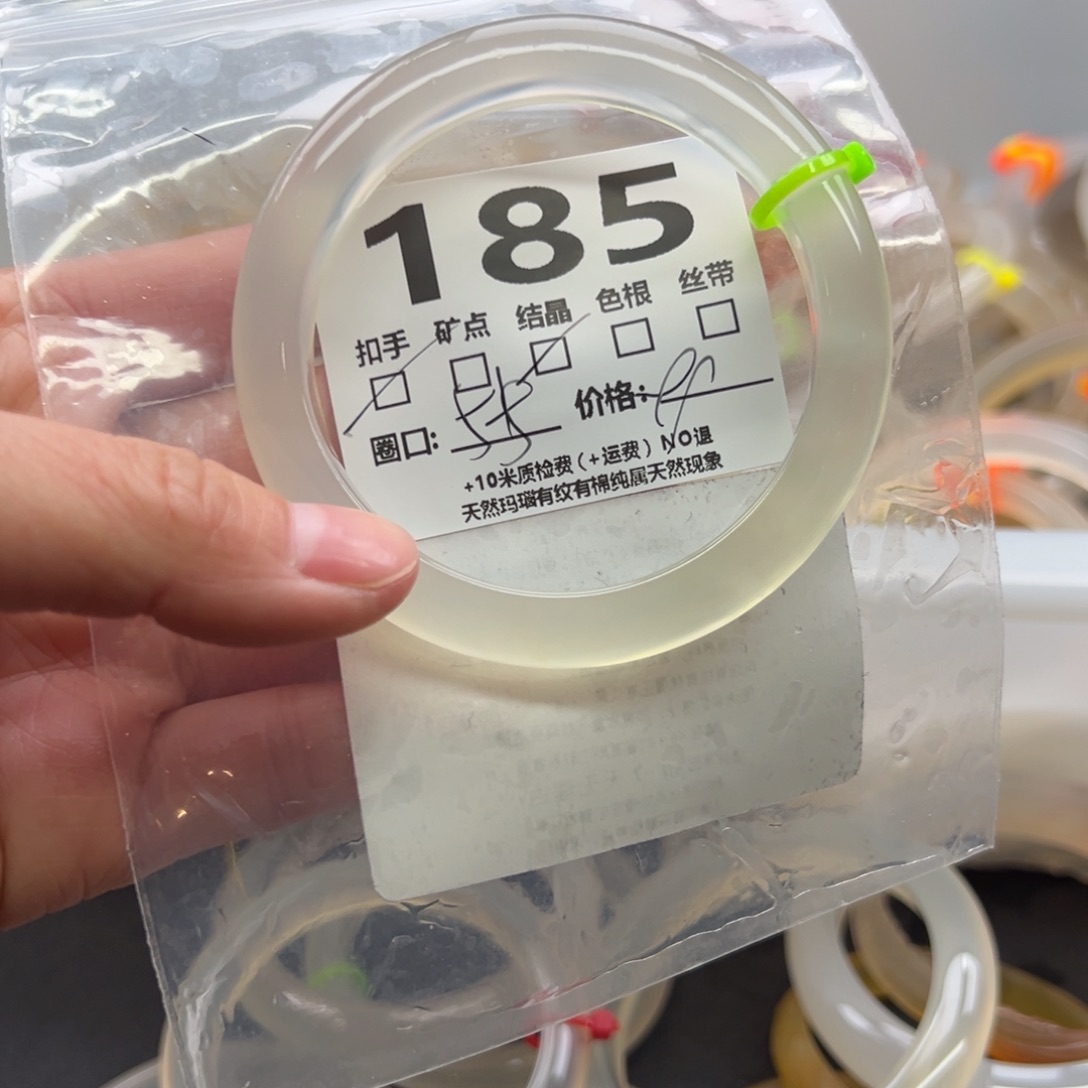 185
扣手 矿点 结晶 色根 丝带
圈口: 价格:
+10米质检费(+运费)NO退
天然玛瑙有纹有棉纯属天然现象